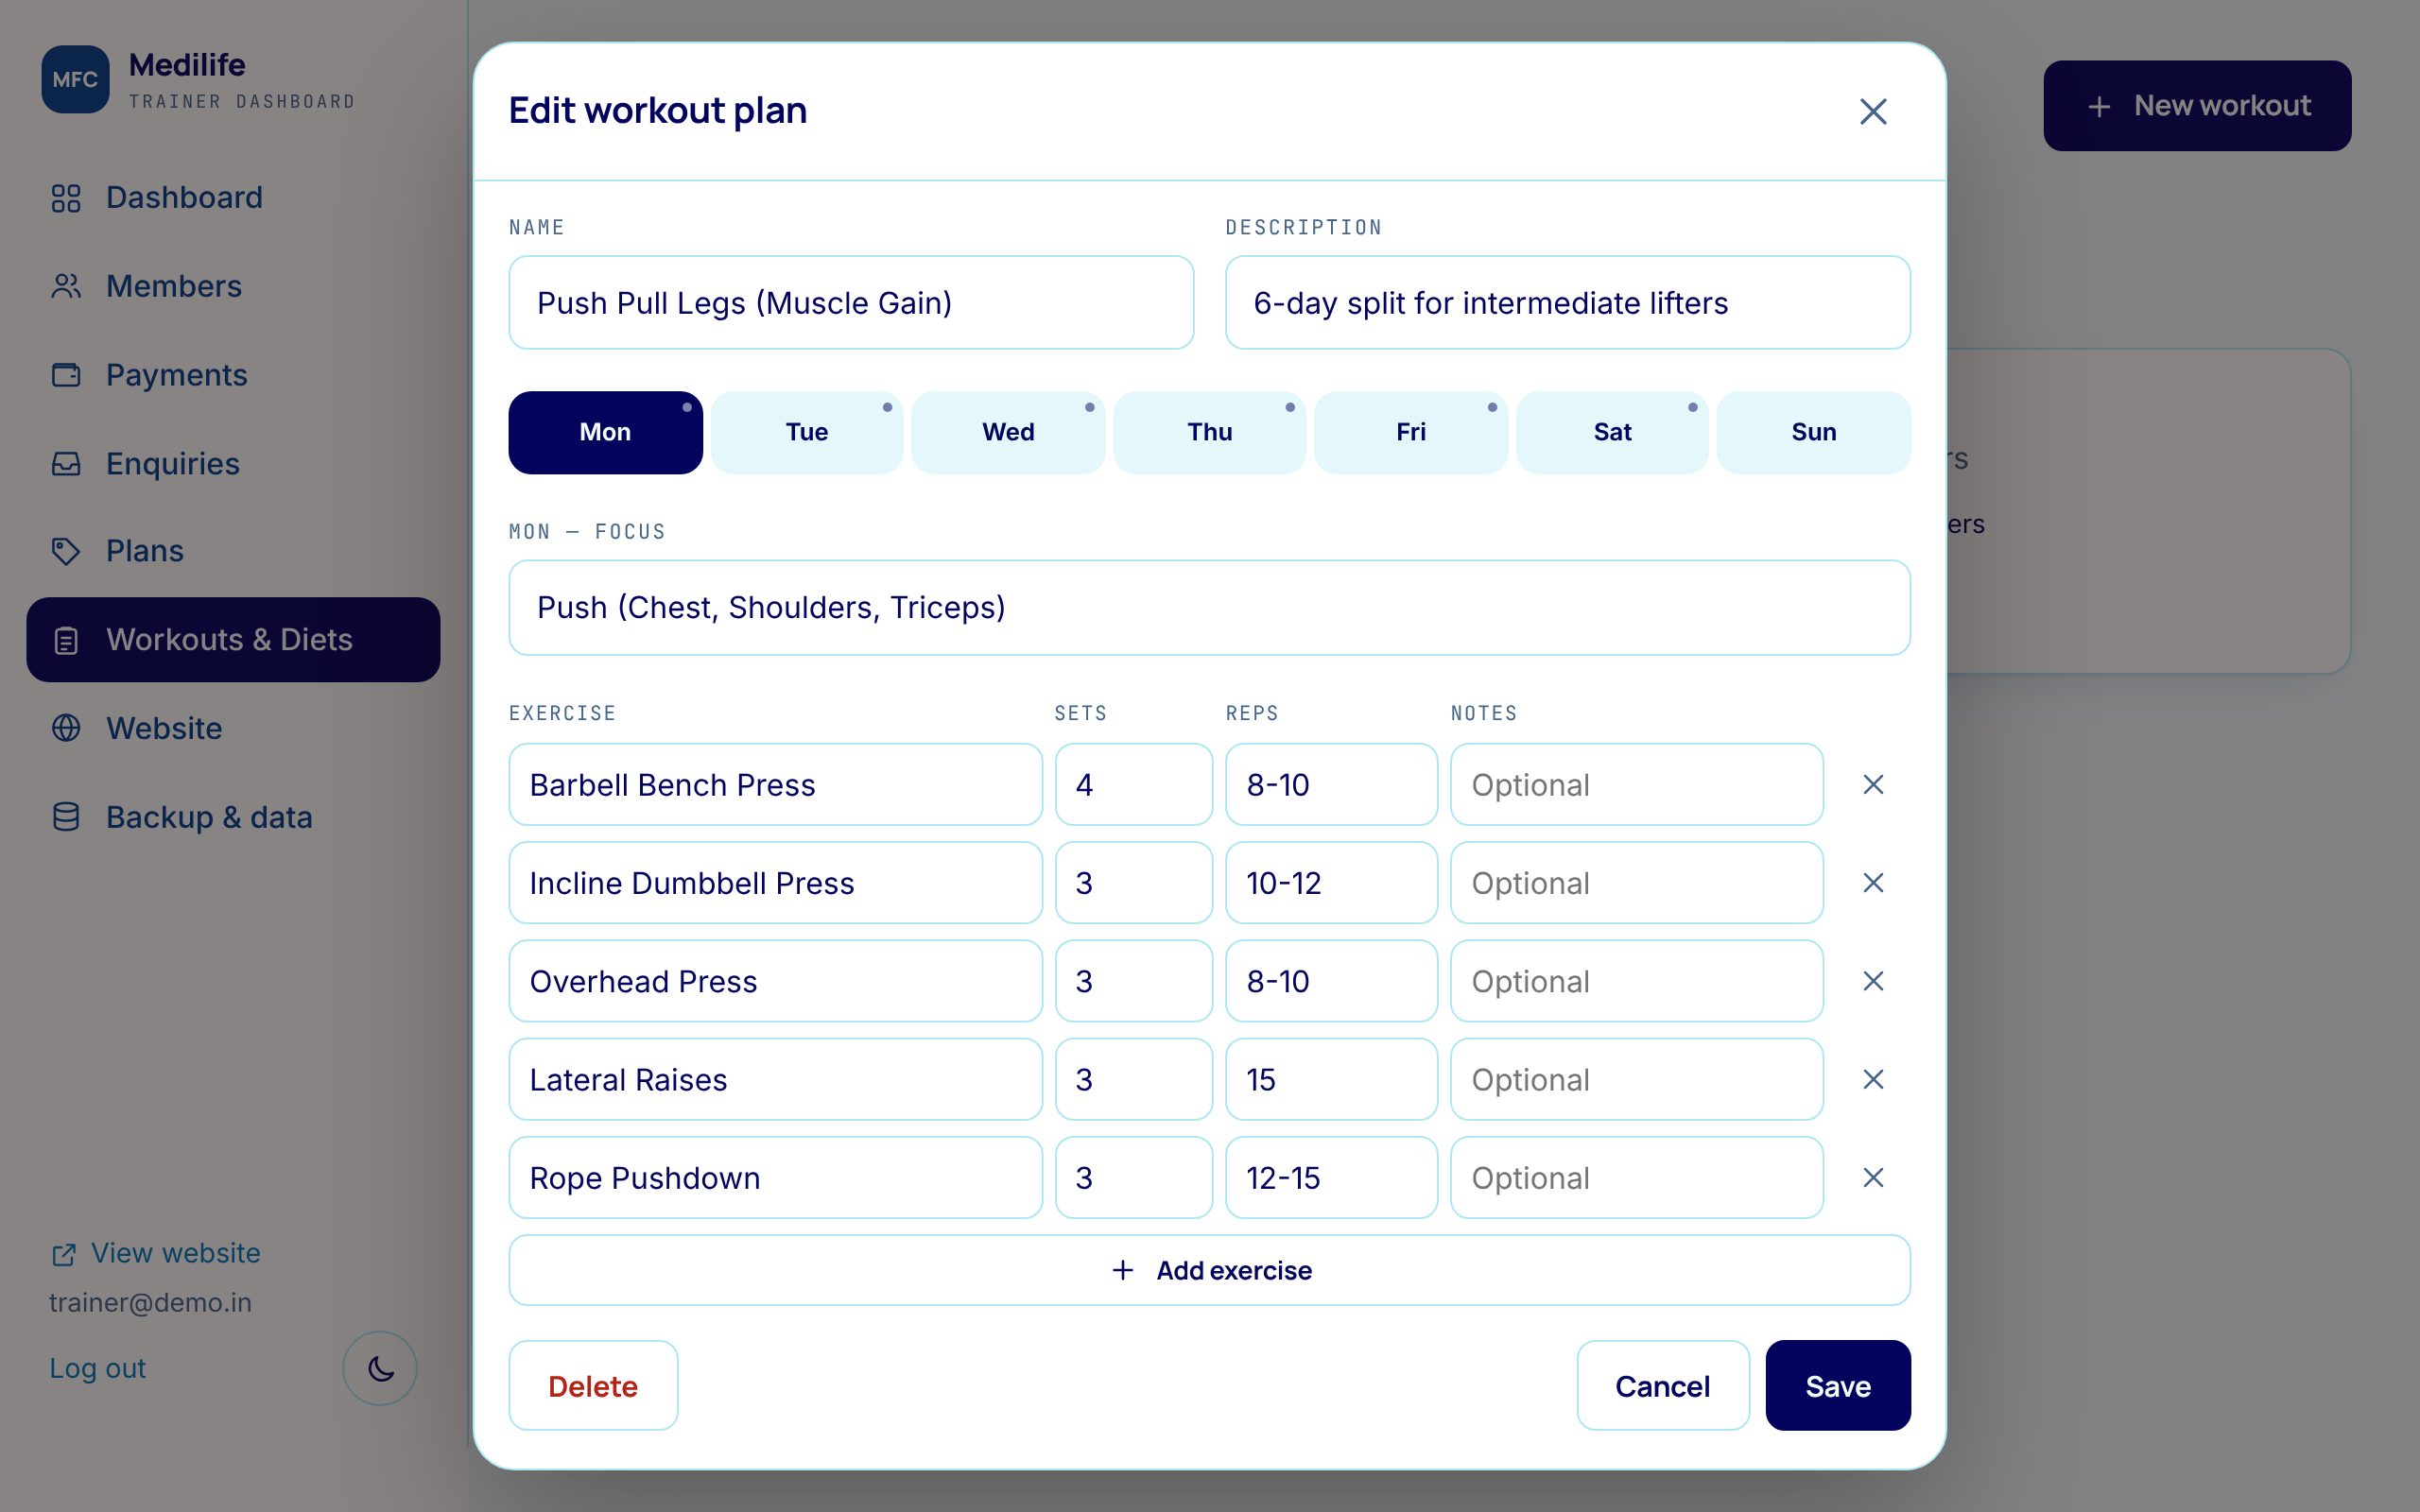 MFC
Medilife
TRAINER DASHBOARD
Dashboard
Members
Payments
Enquiries
Plans
Workouts & Diets
Website
Backup & data
View website
trainer@demo.in
Log out
New workout
Edit workout plan
NAME
DESCRIPTION
Push Pull Legs (Muscle Gain)
6-day split for intermediate lifters
Mon Tue Wed Thu Fri Sat Sun
MON — FOCUS
Push (Chest, Shoulders, Triceps)
EXERCISE SETS REPS NOTES
Barbell Bench Press 4 8-10 Optional
Incline Dumbbell Press 3 10-12 Optional
Overhead Press 3 8-10 Optional
Lateral Raises 3 15 Optional
Rope Pushdown 3 12-15 Optional
Add exercise
Delete
Cancel
Save